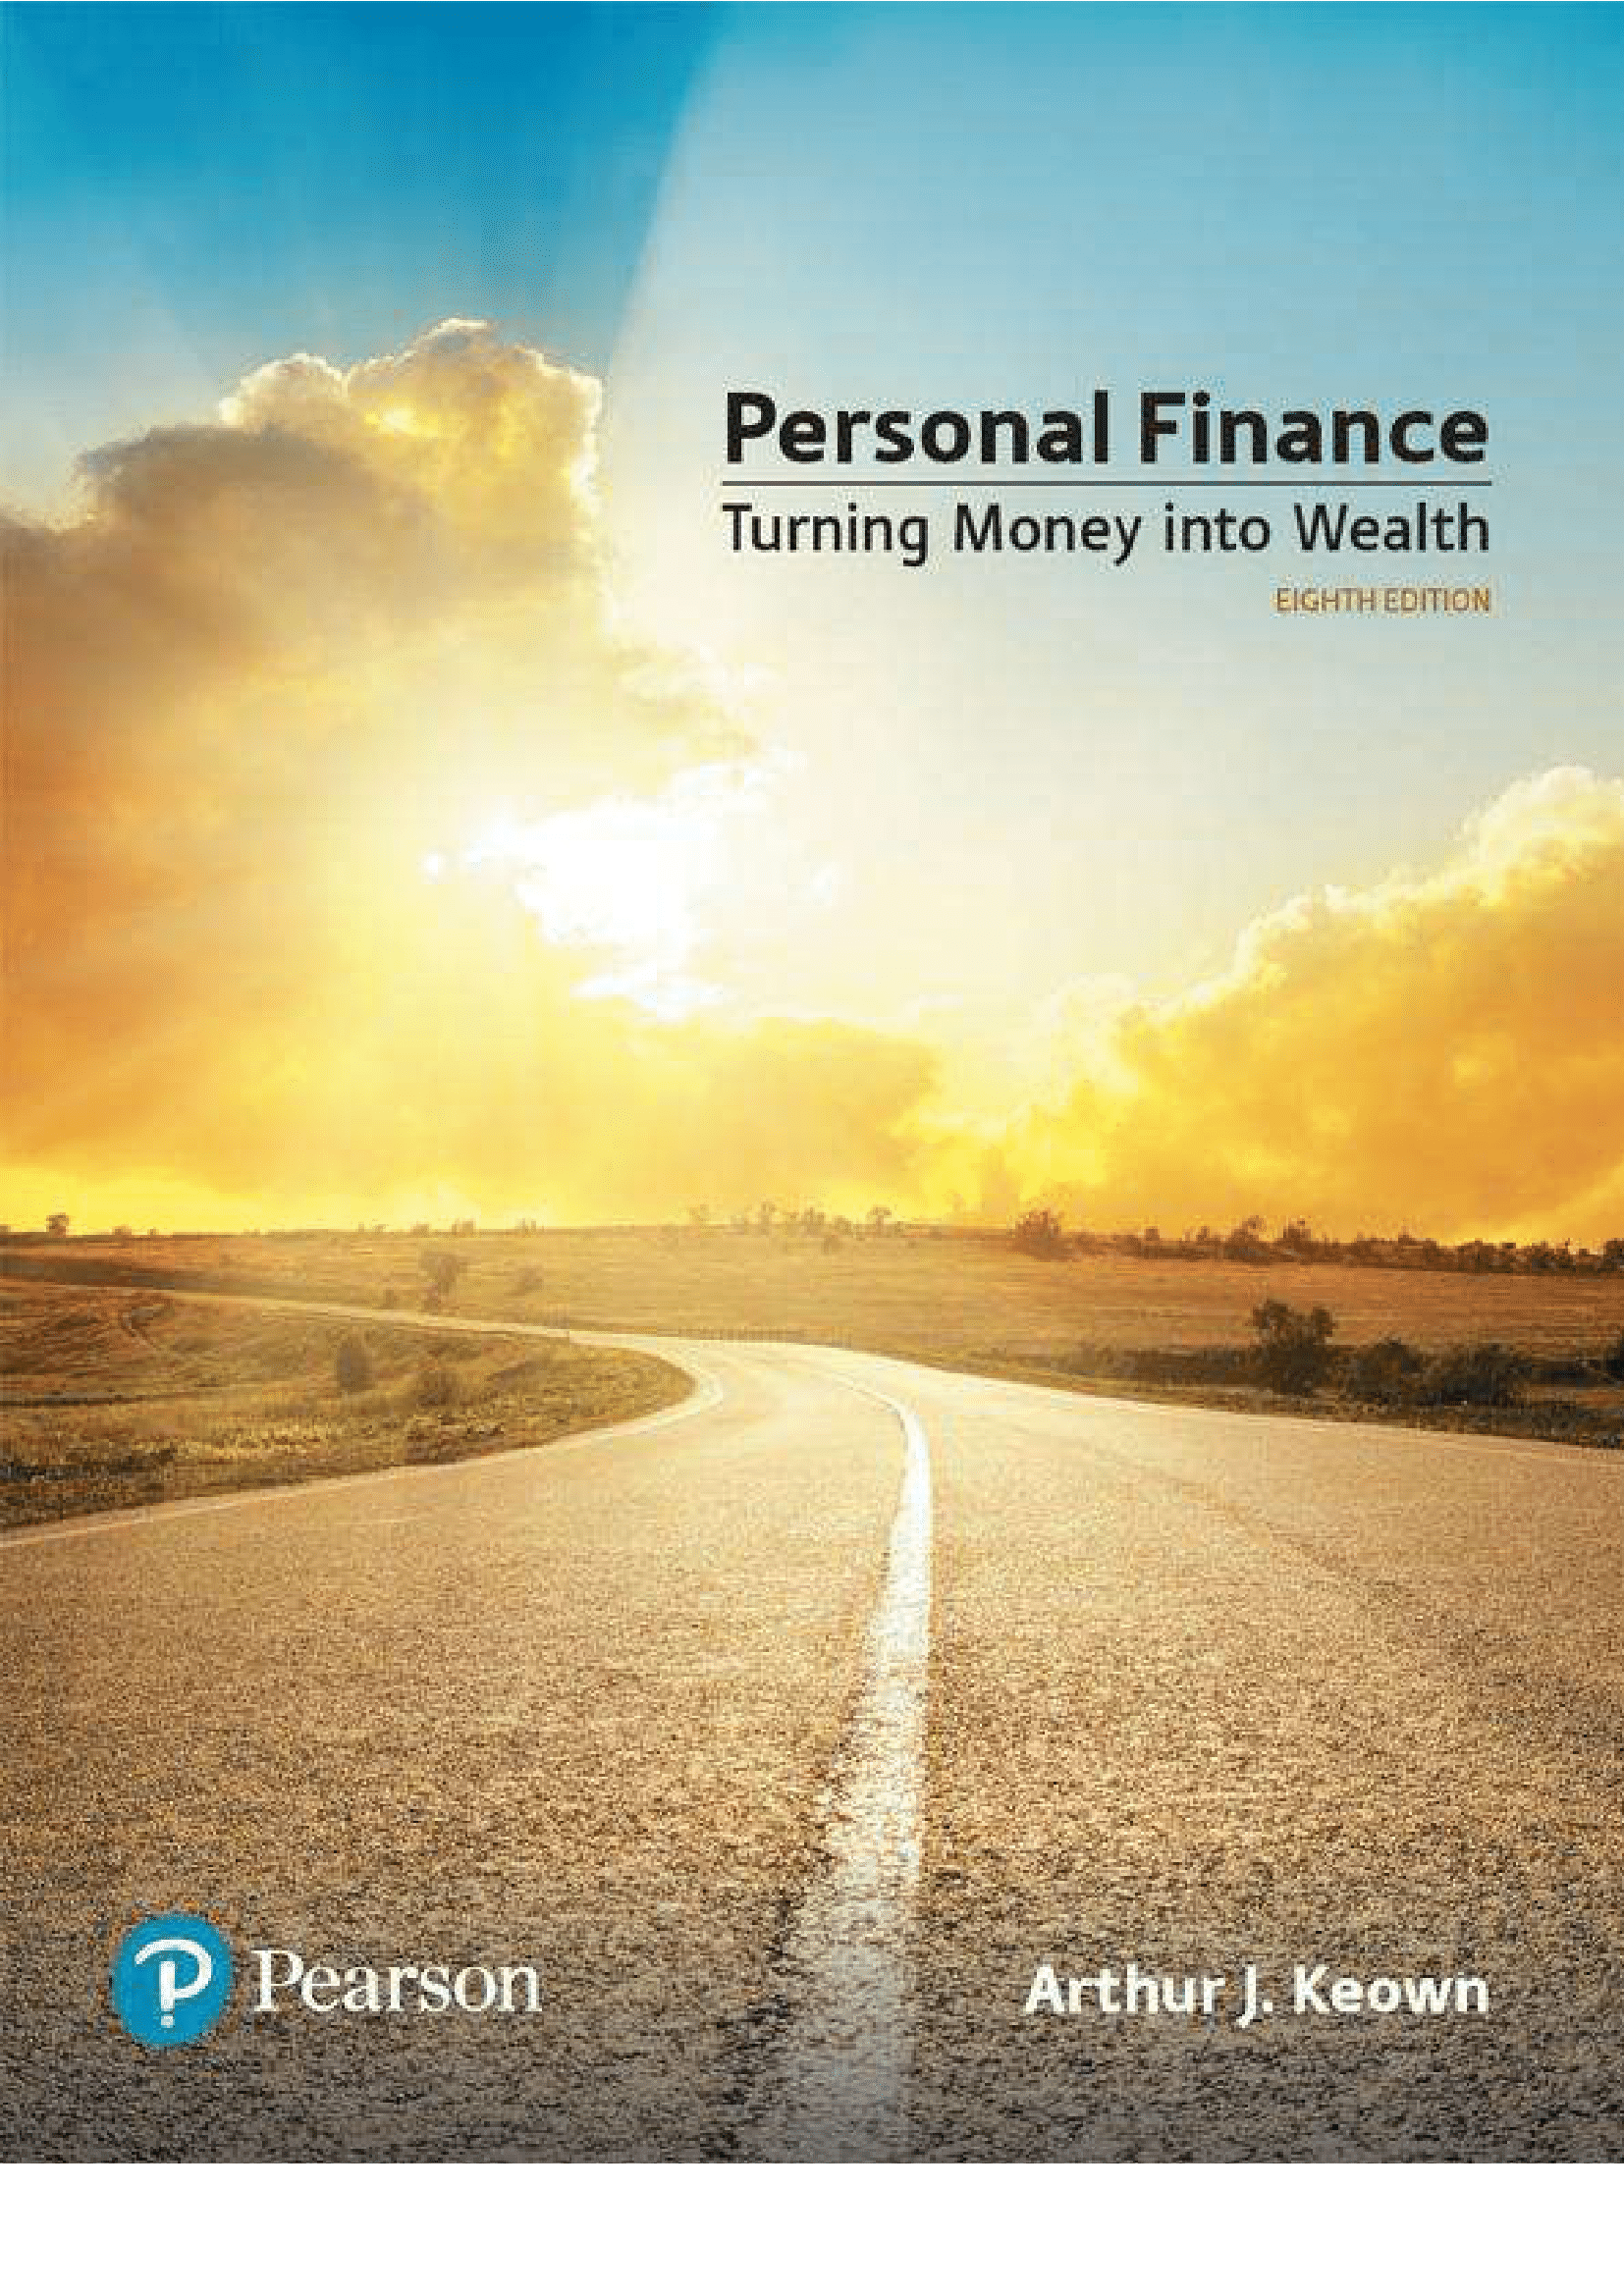 Personal Finance
Turning Money into Wealth
EIGHTH EDITION
Pearson
Arthur J. Keown